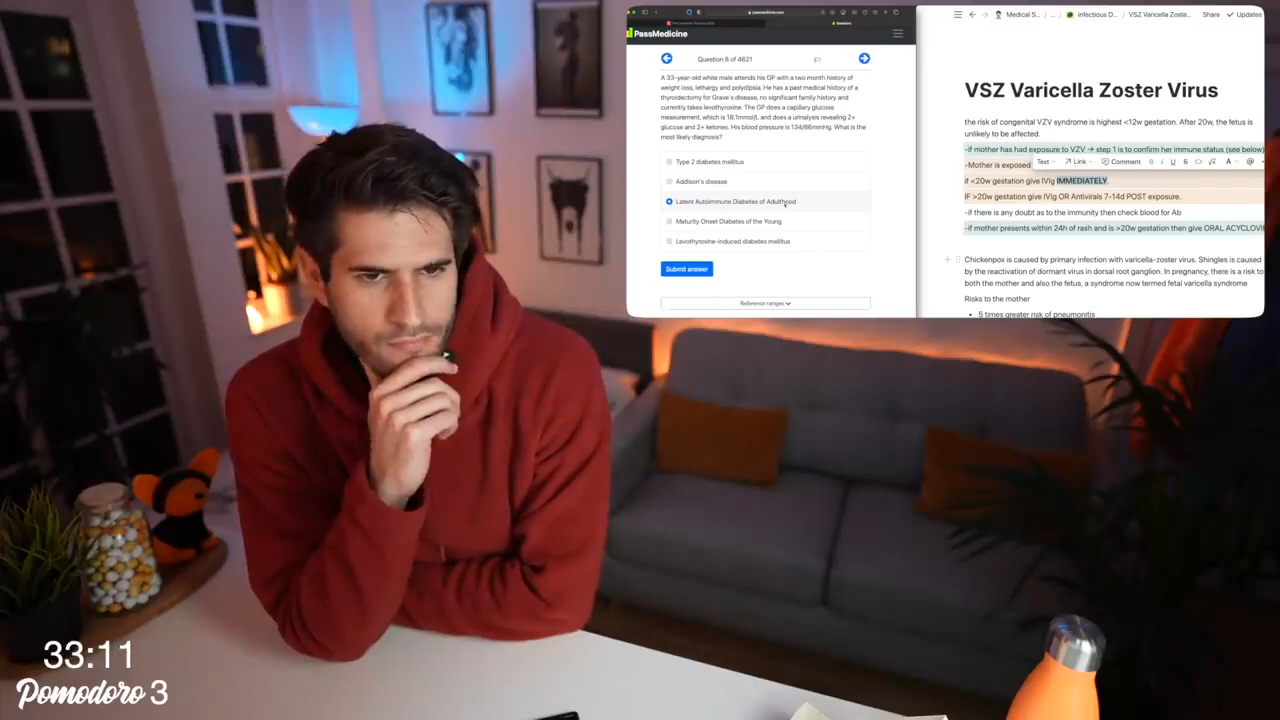 passmedicine.com
Questions
PassMedicine
Question 8 of 4621
A 33-year-old white male attends his GP with a two month history of
weight loss, lethargy and polydipsia. He has a past medical history of a
thyroidectomy for Grave's disease, no significant family history and
currently takes levothyroxine. The GP does a capillary glucose
measurement, which is 18.1mmol/L and does a urinalysis revealing 2+
glucose and 2+ ketones. His blood pressure is 134/86mmHg. What is the
most likely diagnosis?
Type 2 diabetes mellitus
Addison's disease
Latent Autoimmune Diabetes of Adulthood
Maturity Onset Diabetes of the Young
Levothyroxine-induced diabetes mellitus
Submit answer
Reference ranges
Medical S... / ... / infectious D... / VSZ Varicella Zoste...
Share
Updates
VSZ Varicella Zoster Virus
the risk of congenital VZV syndrome is highest <12w gestation. After 20w, the fetus is
unlikely to be affected.
-if mother has had exposure to VZV → step 1 is to confirm her immune status (see below)
-Mother is exposed
Text
Link
Comment
B i U S
A
if <20w gestation give IVIg IMMEDIATELY.
IF >20w gestation give IVIg OR Antivirals 7-14d POST exposure.
-if there is any doubt as to the immunity then check blood for Ab
-if mother presents within 24h of rash and is >20w gestation then give ORAL ACYCLOVI
Chickenpox is caused by primary infection with varicella-zoster virus. Shingles is caused
by the reactivation of dormant virus in dorsal root ganglion. In pregnancy, there is a risk to
both the mother and also the fetus, a syndrome now termed fetal varicella syndrome
Risks to the mother
• 5 times greater risk of pneumonitis
33:11
Pomodoro 3